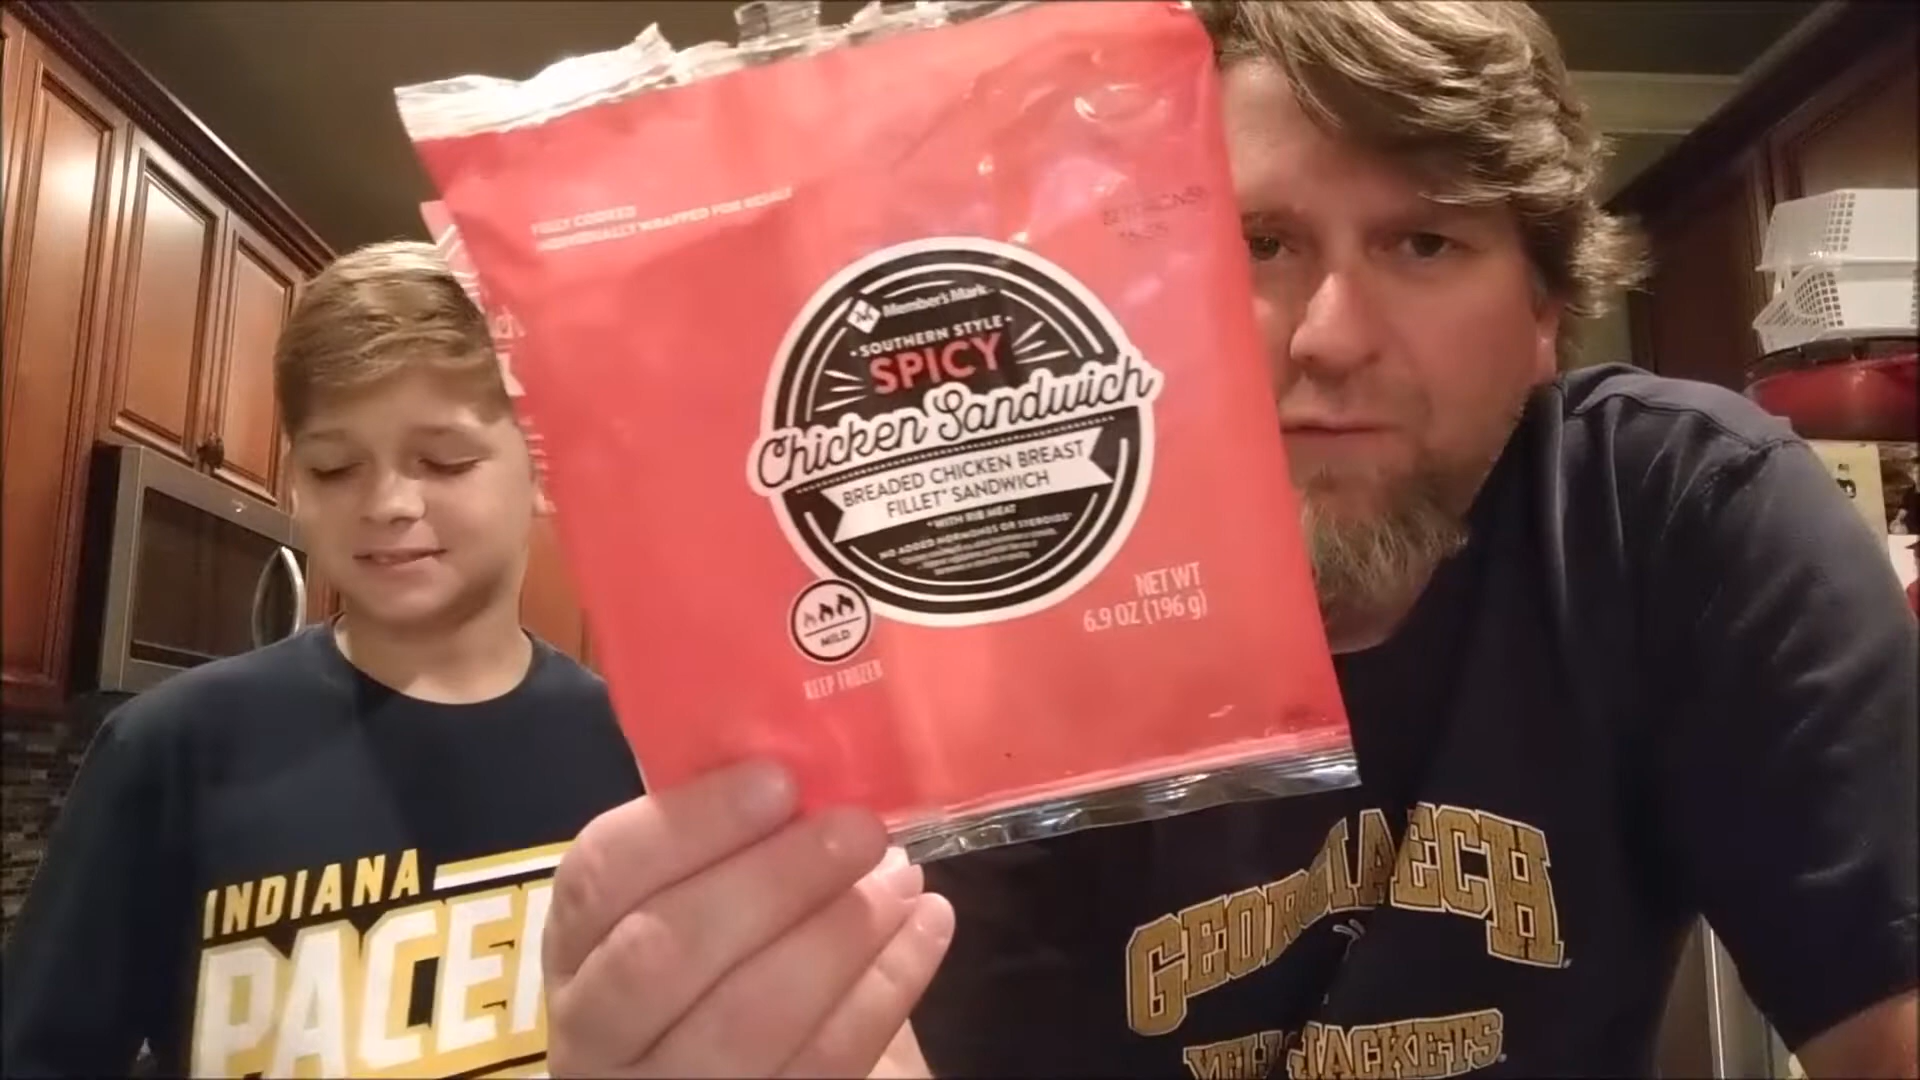 FULLY COOKED
INDIVIDUALLY WRAPPED FOR RESALE
Member's Mark
SOUTHERN STYLE
SPICY
Chicken Sandwich
BREADED CHICKEN BREAST
FILLET* SANDWICH
*WITH RIB MEAT
NO ADDED HORMONES OR STEROIDS*
MILD
KEEP FROZEN
NET WT
6.9 OZ (196 g)
INDIANA
PACER
GEORGIA TECH
JACKETS